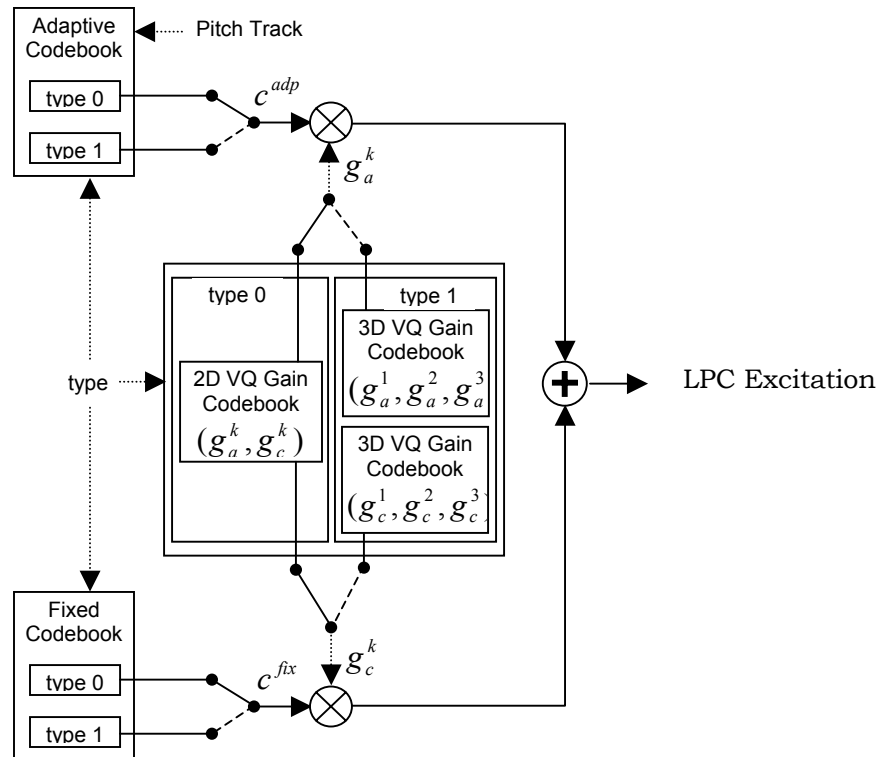 Adaptive
Codebook
Pitch Track
type 0
type 1
c^{adp}
g_a^k
type 0
type 1
3D VQ Gain
Codebook
(g_a^1, g_a^2, g_a^3)
type
2D VQ Gain
Codebook
(g_a^k, g_c^k)
LPC Excitation
3D VQ Gain
Codebook
(g_c^1, g_c^2, g_c^3)
Fixed
Codebook
type 0
type 1
c^{fix}
g_c^k